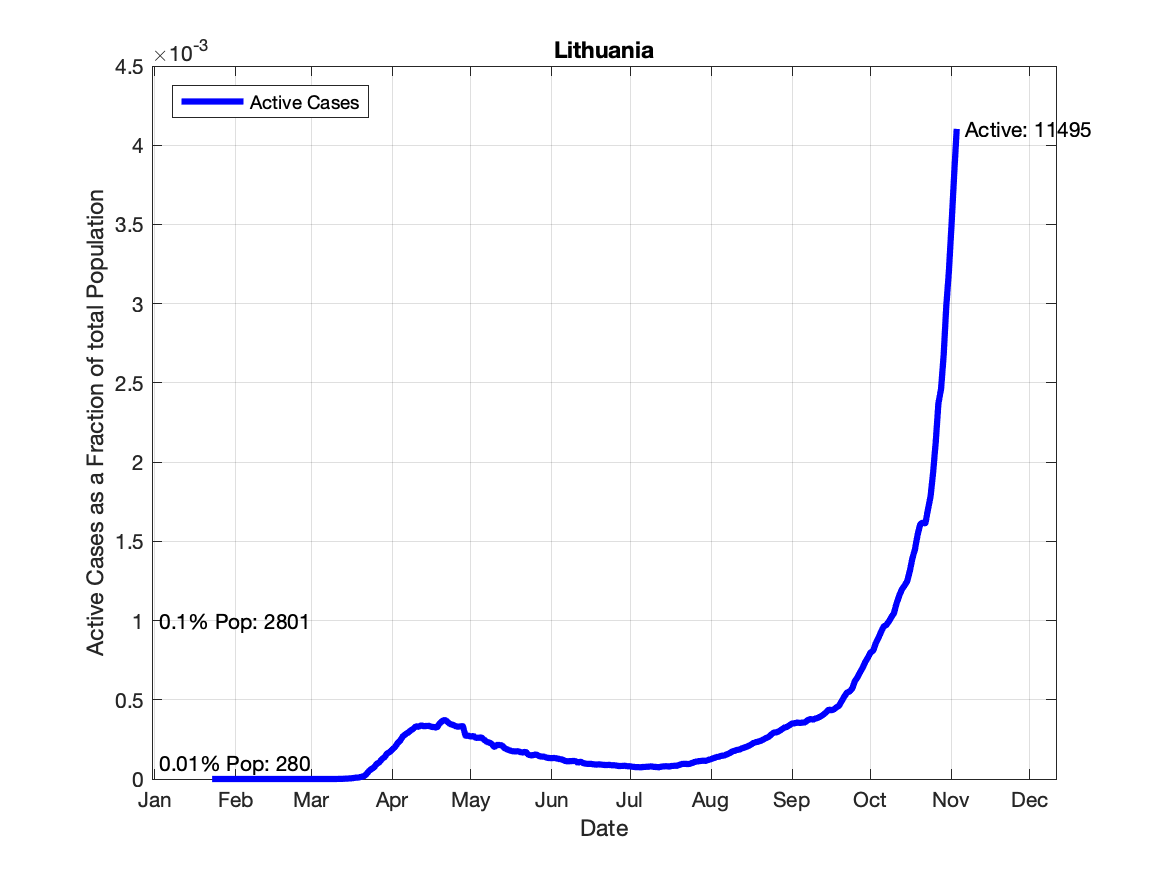 Lithuania
×10-3
4.5
4
3.5
3
2.5
2
1.5
1
0.5
0
Active Cases as a Fraction of total Population
Active Cases
Active: 11495
0.1% Pop: 2801
0.01% Pop: 280
Jan Feb Mar Apr May Jun Jul Aug Sep Oct Nov Dec
Date